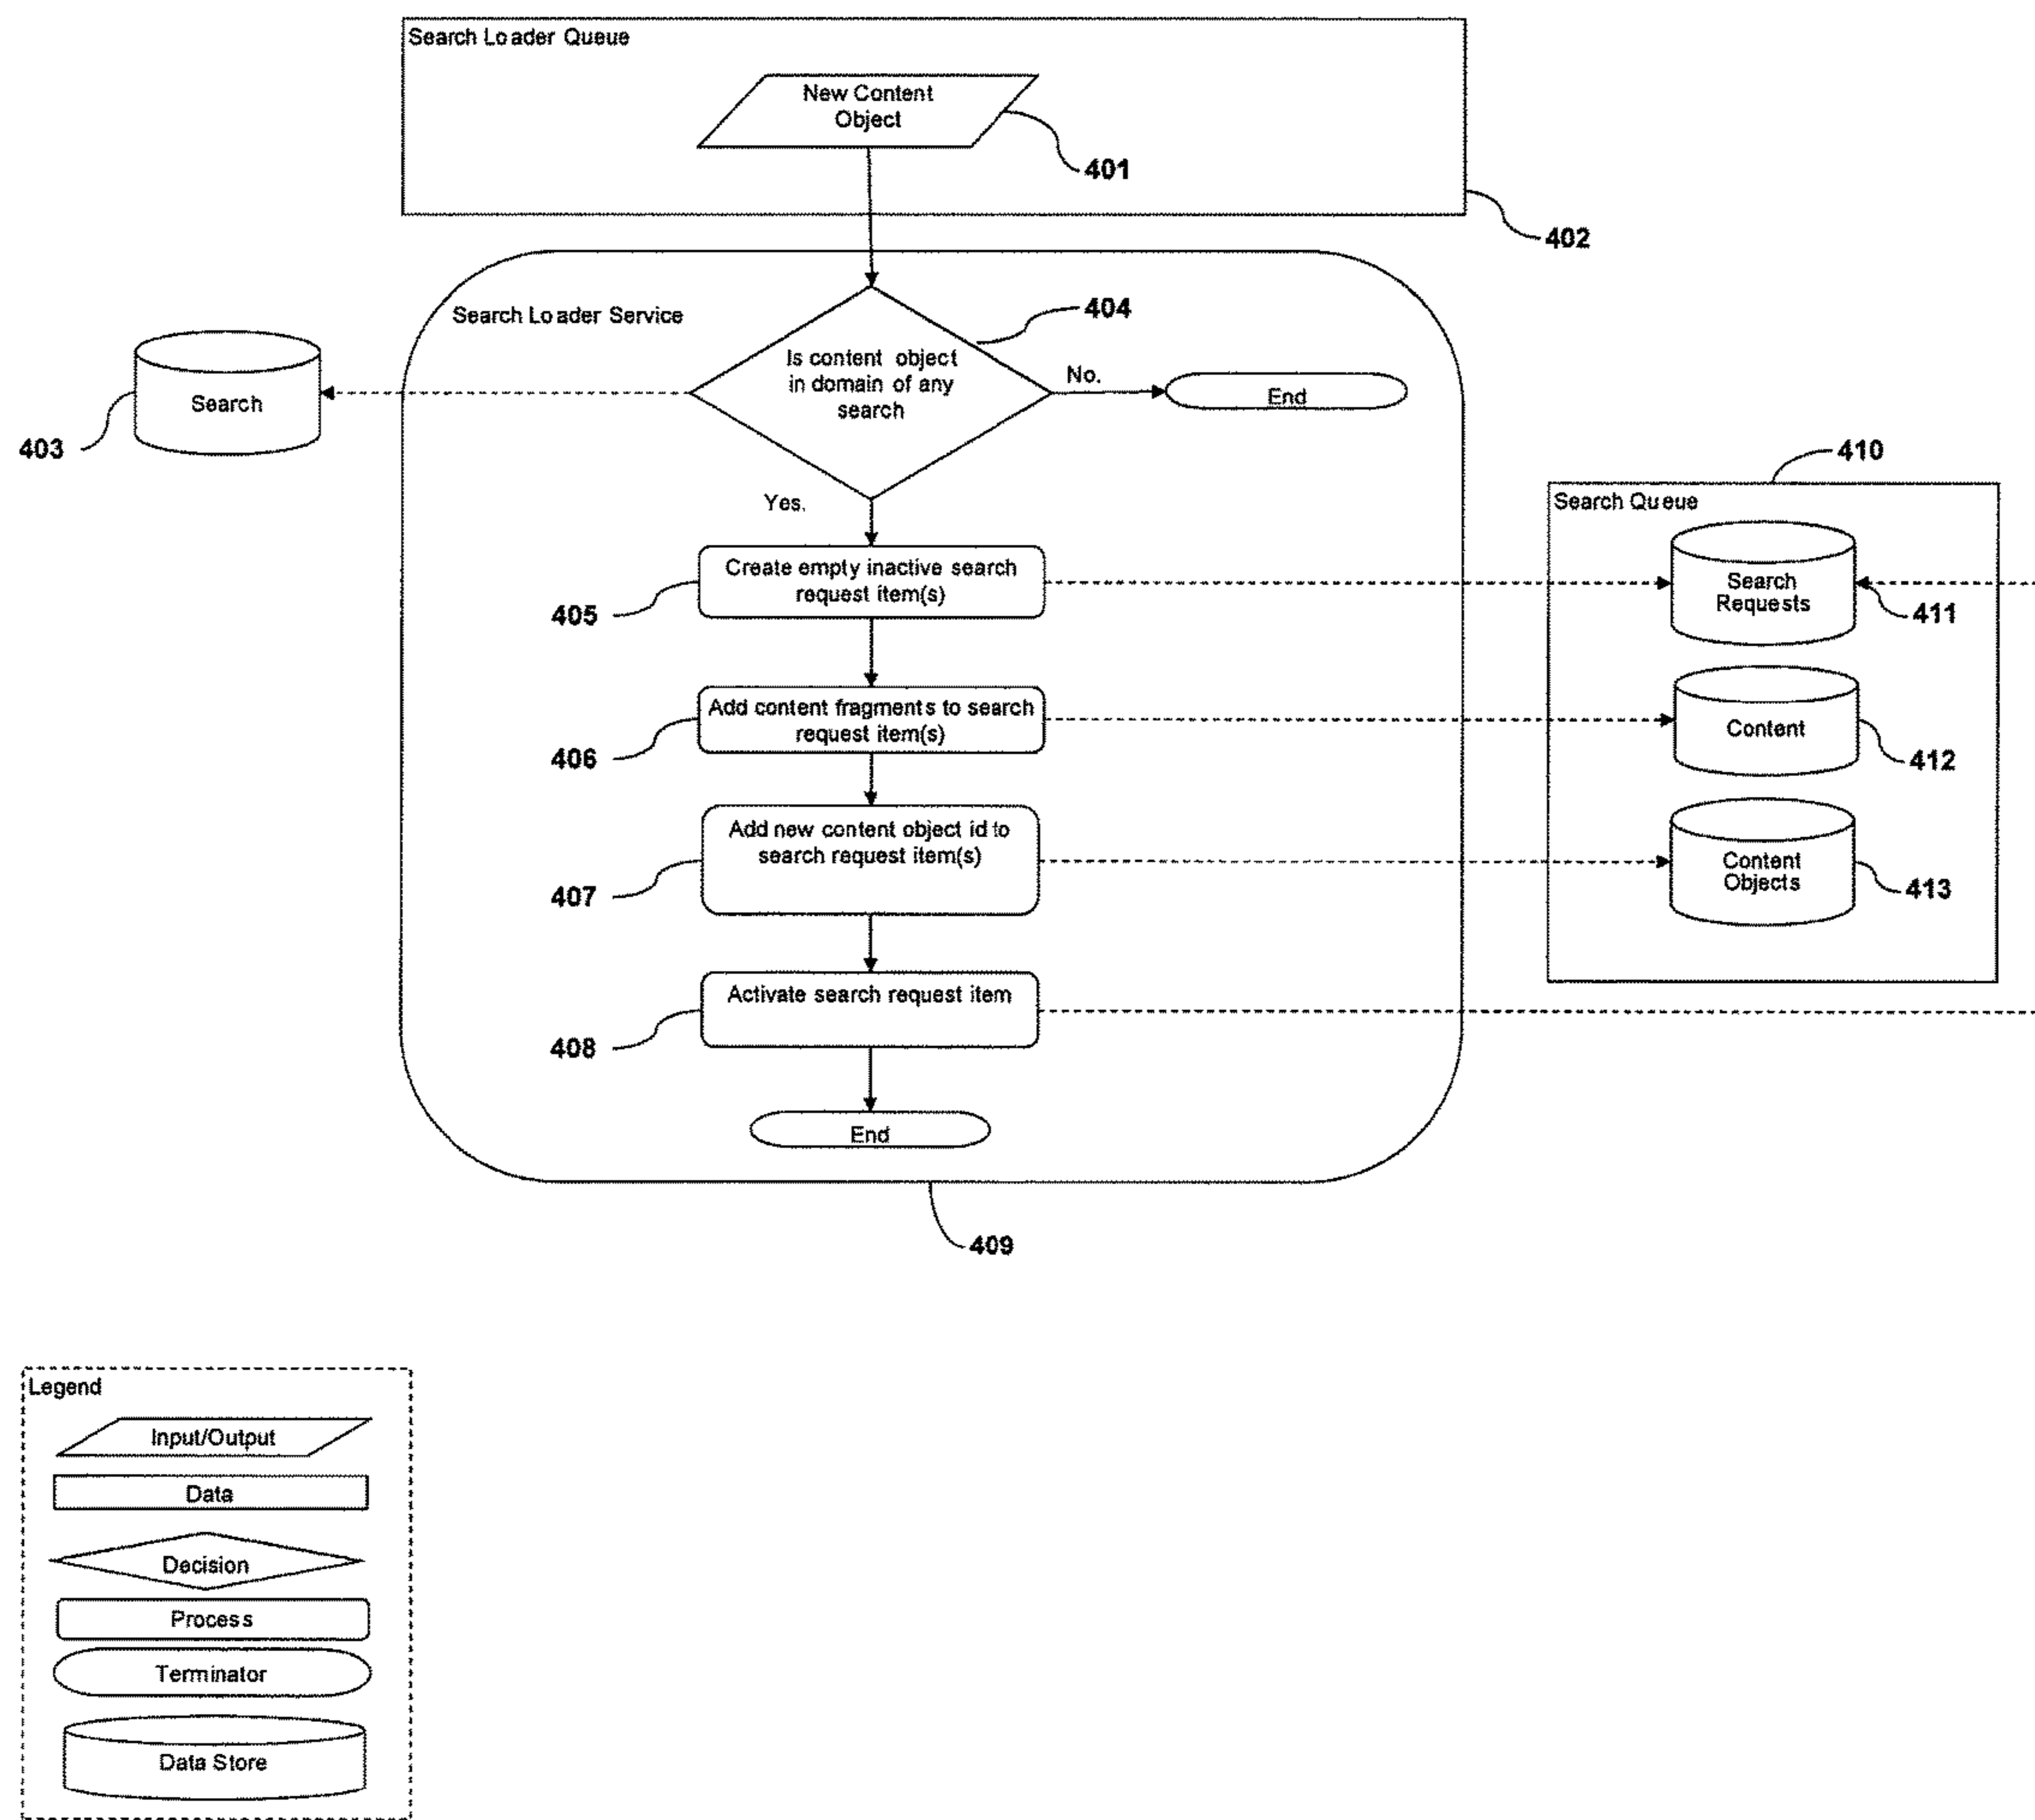 Search Loader Queue
New Content
Object
401
402
Search Loader Service
404
Is content object
in domain of any
search
No.
End
Search
403
Yes.
410
Search Queue
Create empty inactive search
request item(s)
405
Search
Requests
411
Add content fragments to search
request item(s)
406
Content
412
Add new content object id to
search request item(s)
407
Content
Objects
413
Activate search request item
408
End
409
Legend
Input/Output
Data
Decision
Process
Terminator
Data Store